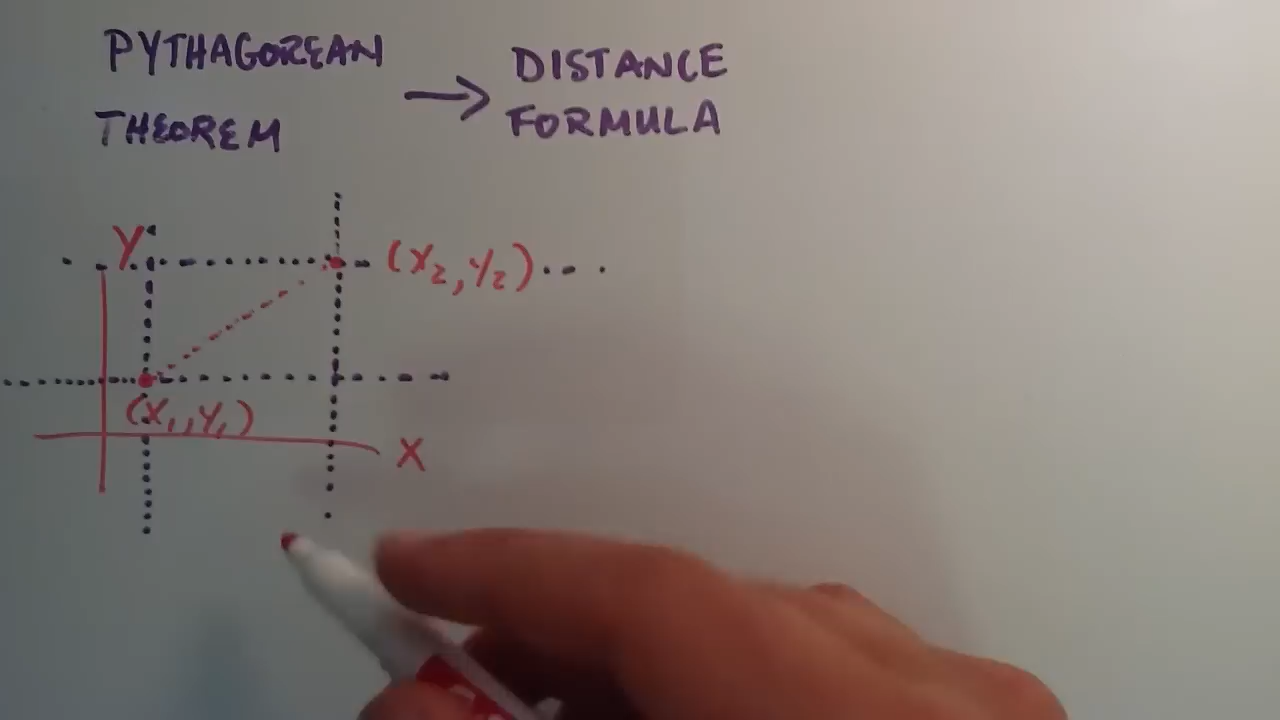 PYTHAGOREAN
THEOREM
→ DISTANCE
FORMULA
Y
(X₂,Y₂)
(X₁,Y₁)
X